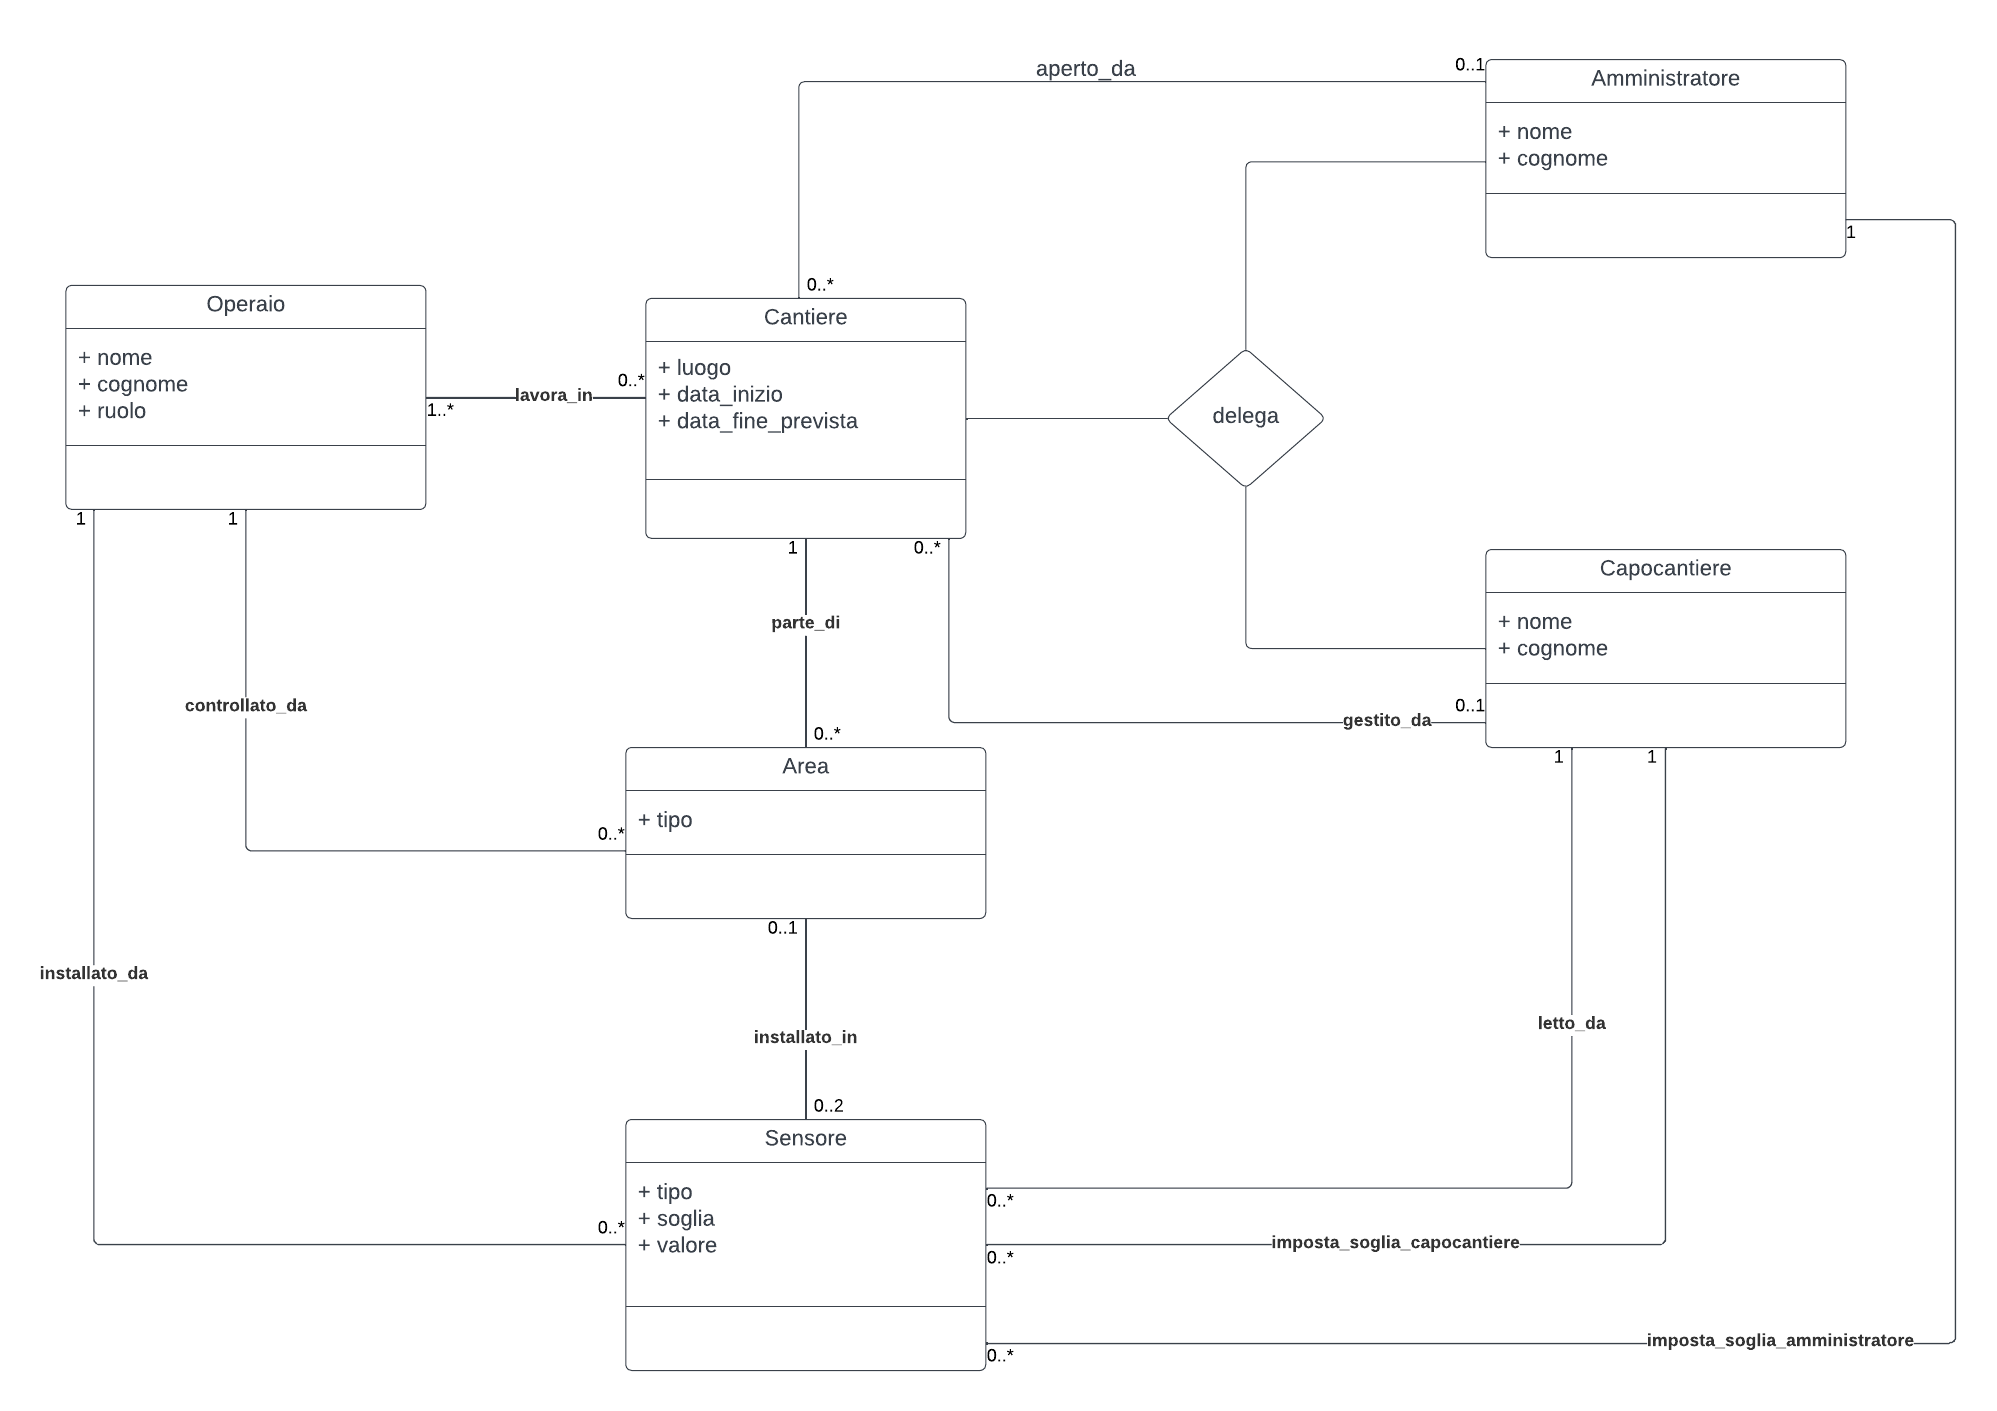 aperto_da
0..1
Amministratore
+ nome
+ cognome
1
0..*
Operaio
+ nome
+ cognome
+ ruolo
1..*
lavora_in
0..*
Cantiere
+ luogo
+ data_inizio
+ data_fine_prevista
delega
1
1
1
0..*
Capocantiere
+ nome
+ cognome
parte_di
controllato_da
gestito_da
0..1
0..*
1
1
Area
+ tipo
0..*
0..1
installato_da
installato_in
letto_da
0..2
Sensore
+ tipo
+ soglia
+ valore
0..*
0..*
0..*
imposta_soglia_capocantiere
0..*
imposta_soglia_amministratore